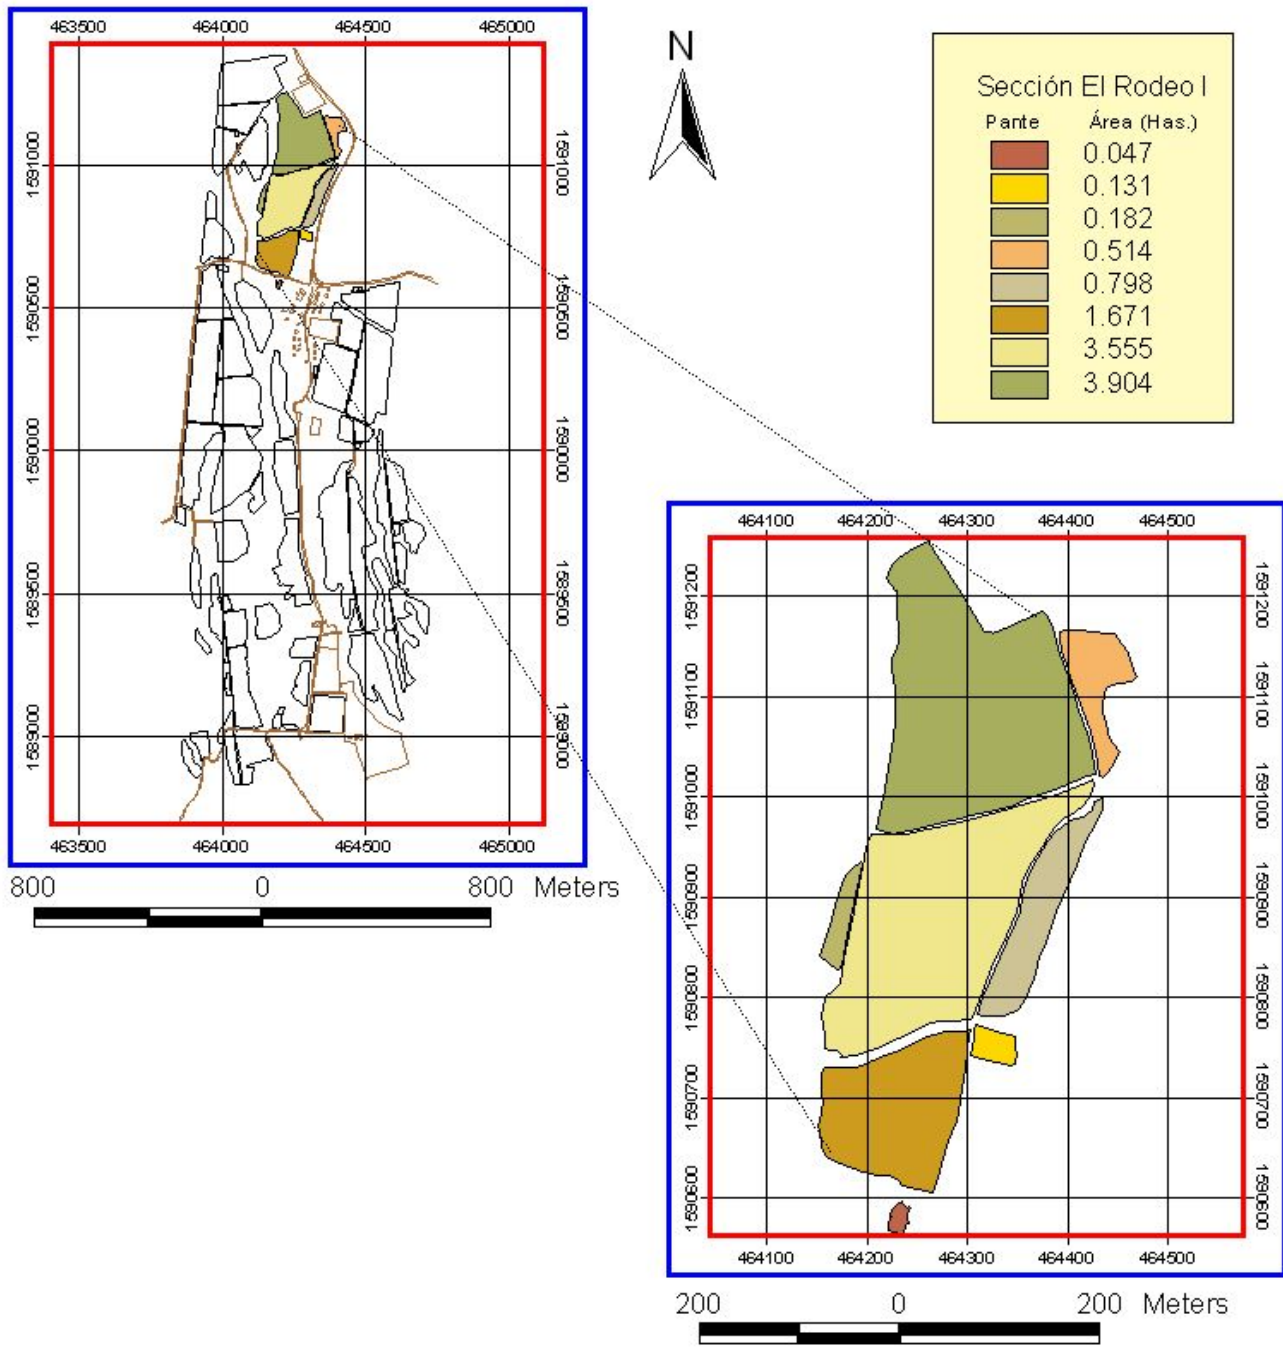 463500 464000 464500 465000
1591000 1591000
1590500 1590500
1590000 1590000
1589500 1589500
1589000 1589000
463500 464000 464500 465000
800 0 800 Meters
N
Sección El Rodeo I
Pante Área (Has.)
0.047
0.131
0.182
0.514
0.798
1.671
3.555
3.904
464100 464200 464300 464400 464500
1591200 1591200
1591100 1591100
1591000 1591000
1590900 1590900
1590800 1590800
1590700 1590700
1590600 1590600
464100 464200 464300 464400 464500
200 0 200 Meters